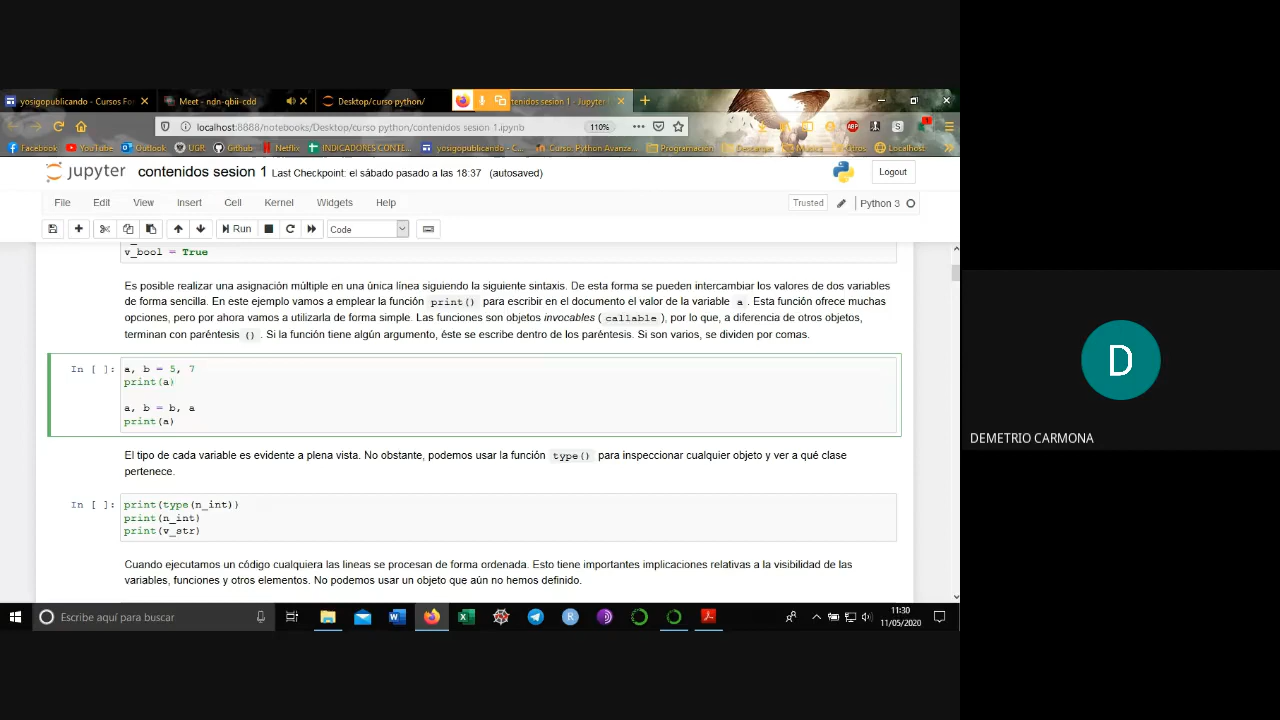 yosigopublicando - Cursos For
Meet - ndn-qbii-cdd
Desktop/curso python/
ntenidos sesion 1 - Jupyter
localhost:8888/notebooks/Desktop/curso python/contenidos sesion 1.ipynb
110%
Facebook
YouTube
Outlook
UGR
Github
Netflix
INDICADORES CONTE...
yosigopublicando - C...
Curso: Python Avanza...
Programacion
Descargas
Musica
Otros
Localhost
jupyter
contenidos sesion 1 Last Checkpoint: el sábado pasado a las 18:37 (autosaved)
Logout
File Edit View Insert Cell Kernel Widgets Help
Trusted
Python 3
Run
Code
v_bool = True
Es posible realizar una asignación múltiple en una única línea siguiendo la siguiente sintaxis. De esta forma se pueden intercambiar los valores de dos variables
de forma sencilla. En este ejemplo vamos a emplear la función print() para escribir en el documento el valor de la variable a. Esta función ofrece muchas
opciones, pero por ahora vamos a utilizarla de forma simple. Las funciones son objetos invocables ( callable ), por lo que, a diferencia de otros objetos,
terminan con paréntesis (). Si la función tiene algún argumento, éste se escribe dentro de los paréntesis. Si son varios, se dividen por comas.
In [ ]: a, b = 5, 7
print(a)
a, b = b, a
print(a)
El tipo de cada variable es evidente a plena vista. No obstante, podemos usar la función type() para inspeccionar cualquier objeto y ver a qué clase
pertenece.
In [ ]: print(type(n_int))
print(n_int)
print(v_str)
Cuando ejecutamos un código cualquiera las lineas se procesan de forma ordenada. Esto tiene importantes implicaciones relativas a la visibilidad de las
variables, funciones y otros elementos. No podemos usar un objeto que aún no hemos definido.
Escribe aquí para buscar
11:30
11/05/2020
D
DEMETRIO CARMONA